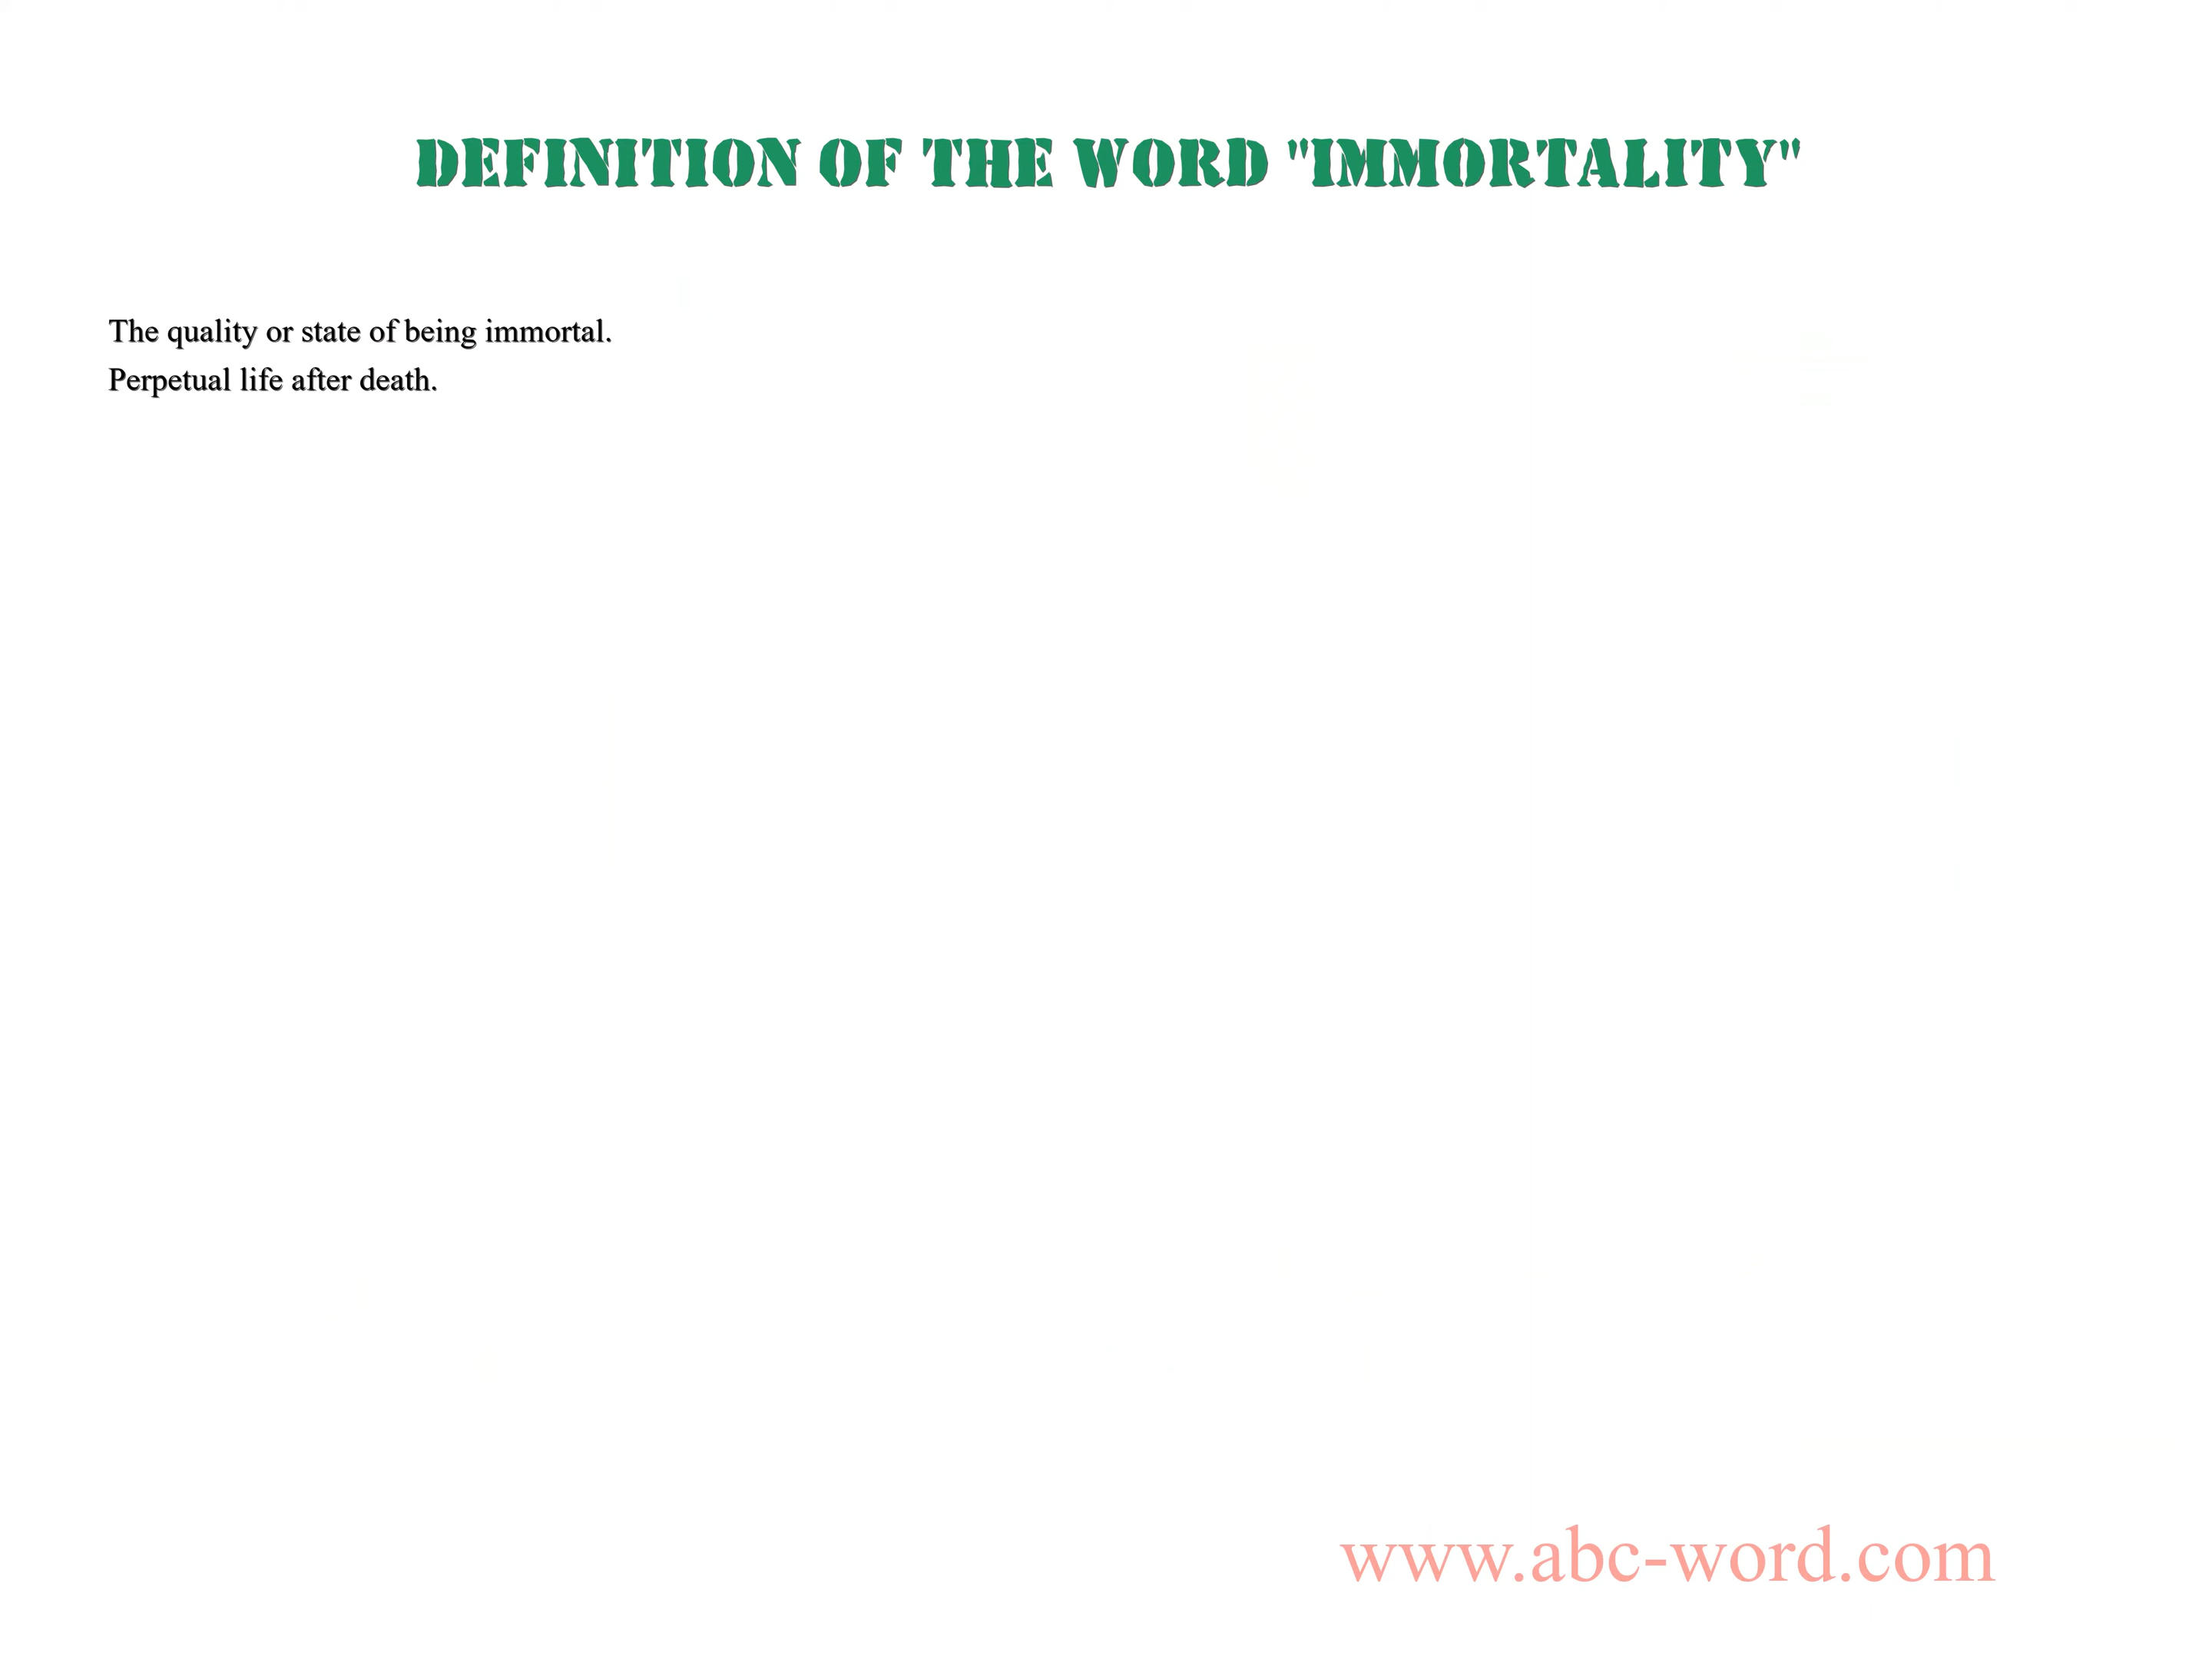 DEFINITION OF THE WORD "IMMORTALITY"
The quality or state of being immortal.
Perpetual life after death.
www.abc-word.com